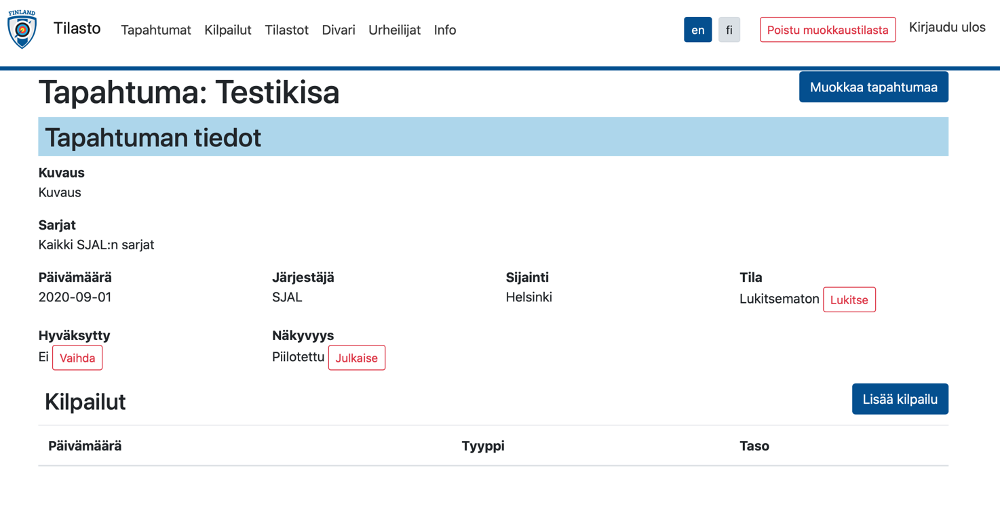 FINLAND
Tilasto Tapahtumat Kilpailut Tilastot Divari Urheilijat Info en fi Poistu muokkaustilasta Kirjaudu ulos
Tapahtuma: Testikisa Muokkaa tapahtumaa
Tapahtuman tiedot
Kuvaus
Kuvaus
Sarjat
Kaikki SJAL:n sarjat
Päivämäärä Järjestäjä Sijainti Tila
2020-09-01 SJAL Helsinki Lukitsematon Lukitse
Hyväksytty Näkyvyys
Ei Vaihda Piilotettu Julkaise
Kilpailut Lisää kilpailu
Päivämäärä Tyyppi Taso